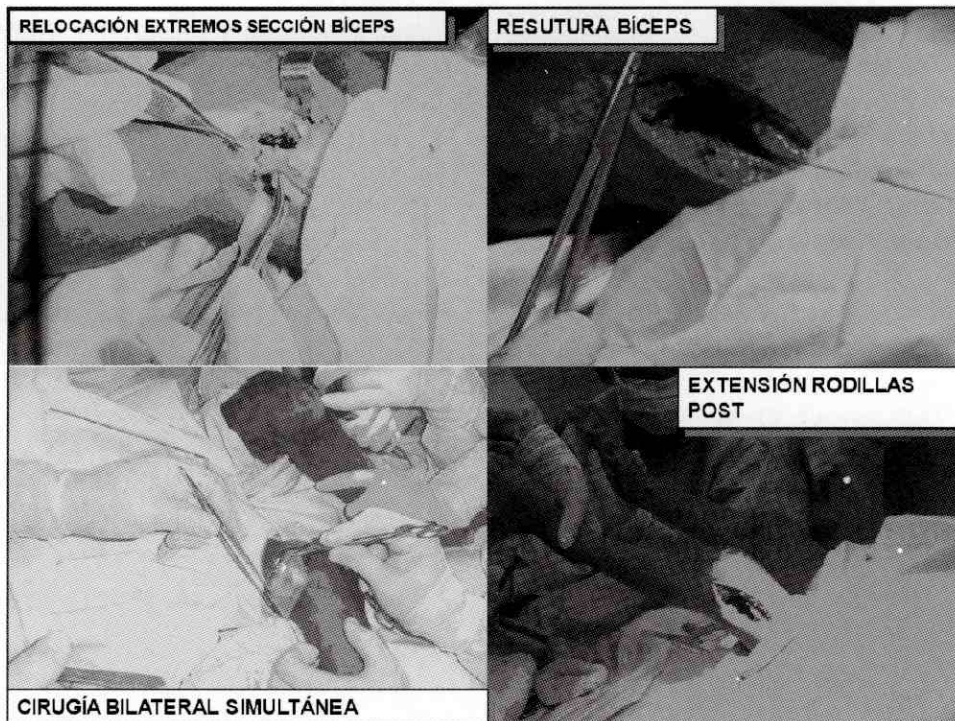 RELOCACIÓN EXTREMOS SECCIÓN BÍCEPS
RESUTURA BÍCEPS
EXTENSIÓN RODILLAS
POST
CIRUGÍA BILATERAL SIMULTÁNEA